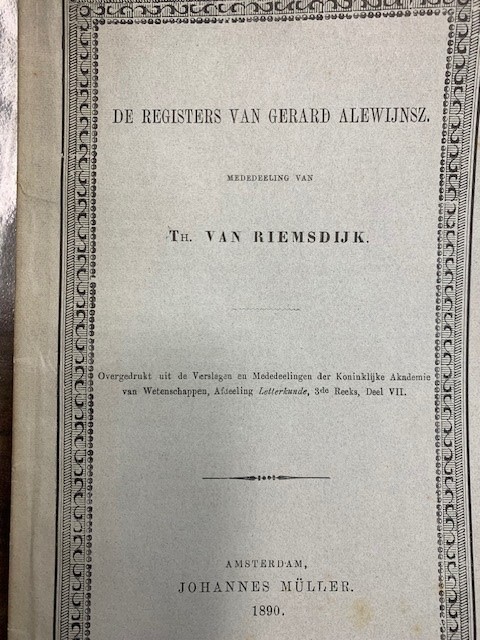 DE REGISTERS VAN GERARD ALEWIJNSZ.
MEDEDEELING VAN
TH. VAN RIEMSDIJK.
Overgedrukt uit de Verslagen en Mededeelingen der Koninklijke Akademie
van Wetenschappen, Afdeeling Letterkunde, 3de Reeks, Deel VII.
AMSTERDAM,
JOHANNES MÜLLER.
1890.